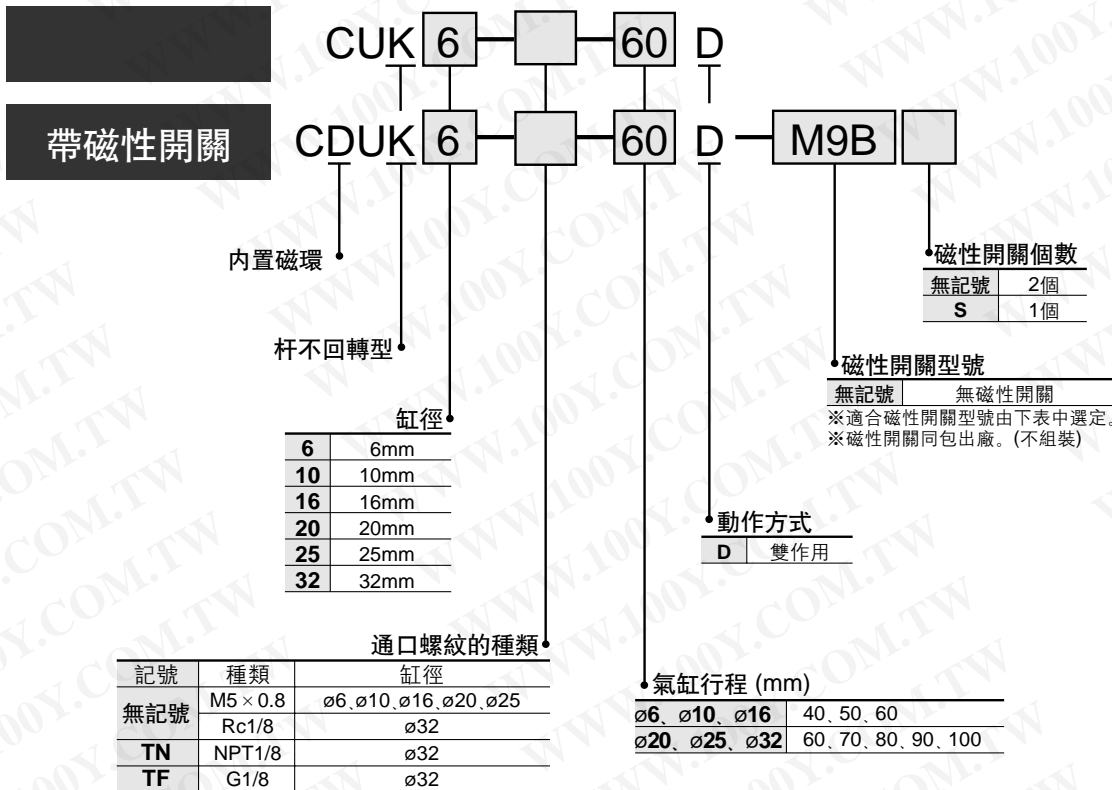 CUK 6 — □ — 60 D
帶磁性開關
CDUK 6 — □ — 60 D — M9B □
内置磁環
杆不回轉型
磁性開關個數
無記號 2個
S 1個
磁性開關型號
無記號 無磁性開關
※適合磁性開關型號由下表中選定。
※磁性開關同包出廠。(不組裝)
缸徑
6 6mm
10 10mm
16 16mm
20 20mm
25 25mm
32 32mm
動作方式
D 雙作用
通口螺紋的種類
記號 種類 缸徑
無記號 M5×0.8 ø6、ø10、ø16、ø20、ø25
Rc1/8 ø32
TN NPT1/8 ø32
TF G1/8 ø32
氣缸行程 (mm)
ø6、ø10、ø16 40、50、60
ø20、ø25、ø32 60、70、80、90、100
WWW.100Y.COM.TW